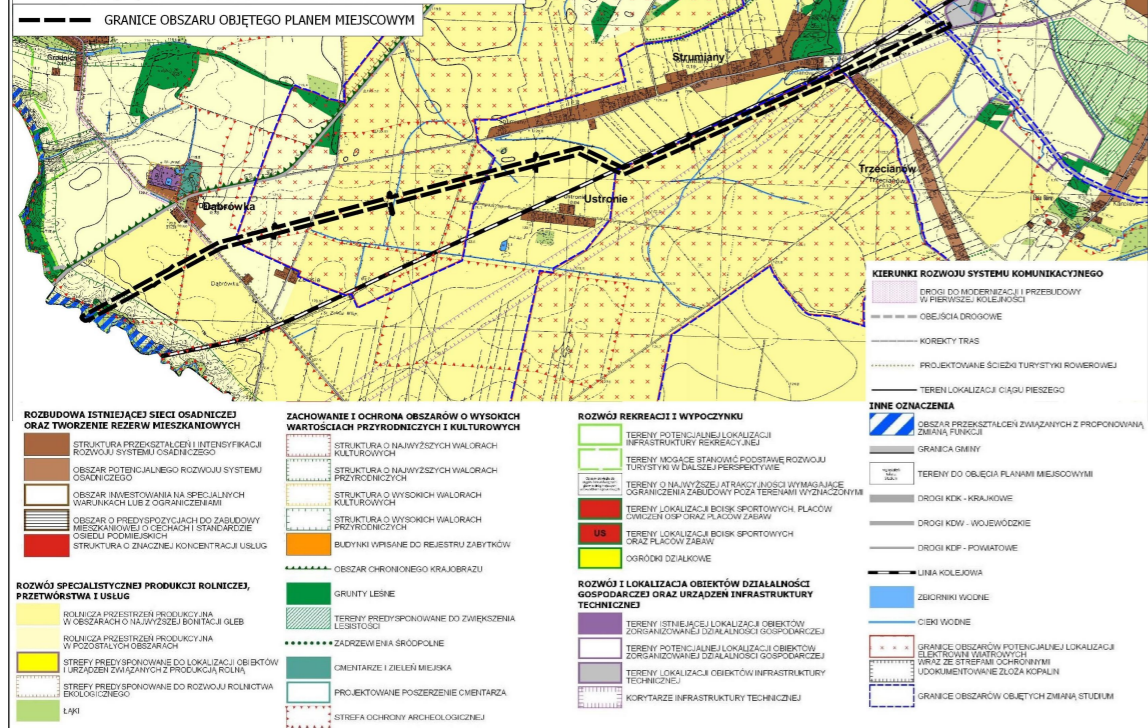 GRANICE OBSZARU OBJĘTEGO PLANEM MIEJSCOWYM
Strumiany
Trzecianów
Trzecianów
Dąbrówka
Ustronie
Dąbrówka
KIERUNKI ROZWOJU SYSTEMU KOMUNIKACYJNEGO
DROGI DO MODERNIZACJI I PRZEBUDOWY
W PIERWSZEJ KOLEJNOŚCI
OBEJŚCIA DROGOWE
KOREKTY TRAS
PROJEKTOWANE ŚCIEŻKI TURYSTYKI ROWEROWEJ
TEREN LOKALIZACJI CIĄGU PIESZEGO
ROZBUDOWA ISTNIEJĄCEJ SIECI OSADNICZEJ
ORAZ TWORZENIE REZERW MIESZKANIOWYCH
STRUKTURA PRZEKSZTAŁCEŃ I INTENSYFIKACJI
ROZWOJU SYSTEMU OSADNICZEGO
OBSZAR POTENCJALNEGO ROZWOJU SYSTEMU
OSADNICZEGO
OBSZAR INWESTOWANIA NA SPECJALNYCH
WARUNKACH LUB Z OGRANICZENIAMI
OBSZAR O PREDYSPOZYCJACH DO ZABUDOWY
MIESZKANIOWEJ O CECHACH I STANDARDZIE
OSIEDLI PODMIEJSKICH
STRUKTURA O ZNACZNEJ KONCENTRACJI USŁUG
ROZWÓJ SPECJALISTYCZNEJ PRODUKCJI ROLNICZEJ,
PRZETWÓRSTWA I USŁUG
ROLNICZA PRZESTRZEŃ PRODUKCYJNA
W OBSZARACH O NAJWYŻSZEJ BONITACJI GLEB
ROLNICZA PRZESTRZEŃ PRODUKCYJNA
W POZOSTAŁYCH OBSZARACH
STREFY PREDYSPONOWANE DO LOKALIZACJI OBIEKTÓW
I URZĄDZEŃ ZWIĄZANYCH Z PRODUKCJĄ ROLNĄ
STREFY PREDYSPONOWANE DO ROZWOJU ROLNICTWA
EKOLOGICZNEGO
ŁĄKI
ZACHOWANIE I OCHRONA OBSZARÓW O WYSOKICH
WARTOŚCIACH PRZYRODNICZYCH I KULTUROWYCH
STRUKTURA O NAJWYŻSZYCH WALORACH
KULTUROWYCH
STRUKTURA O NAJWYŻSZYCH WALORACH
PRZYRODNICZYCH
STRUKTURA O WYSOKICH WALORACH
KULTUROWYCH
STRUKTURA O WYSOKICH WALORACH
PRZYRODNICZYCH
BUDYNKI WPISANE DO REJESTRU ZABYTKÓW
OBSZAR CHRONIONEGO KRAJOBRAZU
GRUNTY LEŚNE
TERENY PREDYSPONOWANE DO ZWIĘKSZENIA
LESISTOŚCI
ZADRZEWIENIA ŚRÓDPOLNE
CMENTARZE I ZIELEŃ MIEJSKA
PROJEKTOWANE POSZERZENIE CMENTARZA
STREFA OCHRONY ARCHEOLOGICZNEJ
ROZWÓJ REKREACJI I WYPOCZYNKU
TERENY POTENCJALNEJ LOKALIZACJI
INFRASTRUKTURY REKREACYJNEJ
TERENY MOGĄCE STANOWIĆ PODSTAWĘ ROZWOJU
TURYSTYKI W DALSZEJ PERSPEKTYWIE
TERENY O NAJWYŻSZEJ ATRAKCYJNOŚCI WYMAGAJĄCE
OGRANICZENIA ZABUDOWY POZA TERENAMI WYZNACZONYMI
TERENY LOKALIZACJI BOISK SPORTOWYCH, PLACÓW
ĆWICZEŃ OSP ORAZ PLACÓW ZABAW
US
TERENY LOKALIZACJI BOISK SPORTOWYCH
ORAZ PLACÓW ZABAW
OGRÓDKI DZIAŁKOWE
ROZWÓJ I LOKALIZACJA OBIEKTÓW DZIAŁALNOŚCI
GOSPODARCZEJ ORAZ URZĄDZEŃ INFRASTRUKTURY
TECHNICZNEJ
TERENY ISTNIEJĄCEJ LOKALIZACJI OBIEKTÓW
ZORGANIZOWANEJ DZIAŁALNOŚCI GOSPODARCZEJ
TERENY POTENCJALNEJ LOKALIZACJI OBIEKTÓW
ZORGANIZOWANEJ DZIAŁALNOŚCI GOSPODARCZEJ
TERENY LOKALIZACJI OBIEKTÓW INFRASTRUKTURY
TECHNICZNEJ
KORYTARZE INFRASTRUKTURY TECHNICZNEJ
INNE OZNACZENIA
OBSZAR PRZEKSZTAŁCEŃ ZWIĄZANYCH Z PROPONOWANĄ
ZMIANĄ FUNKCJI
GRANICA GMINY
TERENY DO OBJĘCIA PLANAMI MIEJSCOWYMI
DROGI KDK - KRAJKOWE
DROGI KDW - WOJEWÓDZKIE
DROGI KDP - POWIATOWE
LINIA KOLEJOWA
ZBIORNIKI WODNE
CIEKI WODNE
GRANICE OBSZARÓW POTENCJALNEJ LOKALIZACJI
ELEKTROWNI WIATROWYCH
WRAZ ZE STREFAMI OCHRONNYMI
UDOKUMENTOWANE ZŁOŻA KOPALIN
GRANICE OBSZARÓW OBJĘTYCH ZMIANĄ STUDIUM